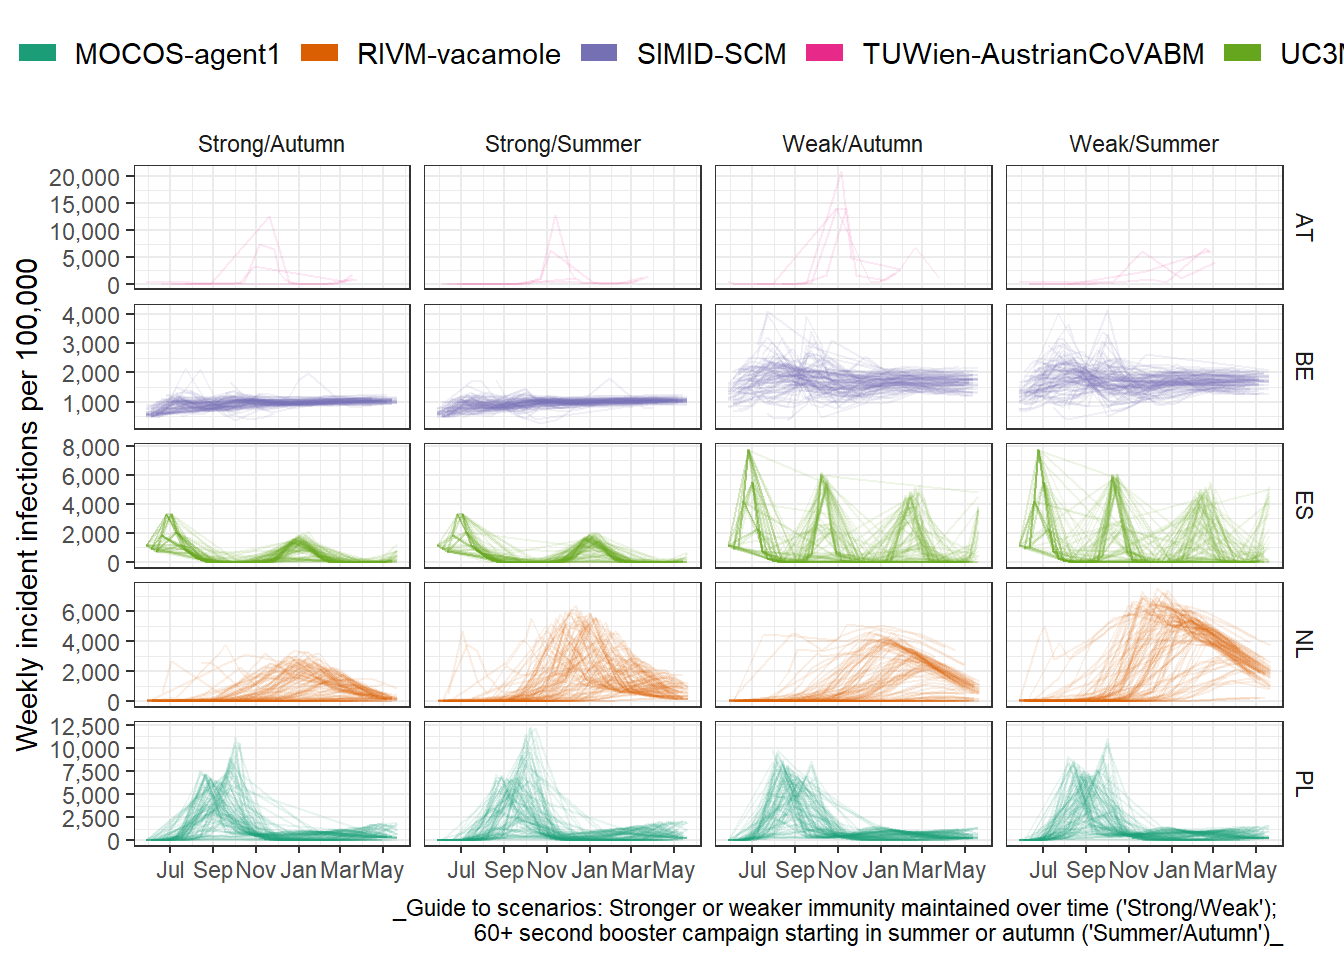 MOCOS-agent1 RIVM-vacamole SIMID-SCM TUWien-AustrianCoVABM
Strong/Autumn Strong/Summer Weak/Autumn Weak/Summer
Weekly incident infections per 100,000
20,000
15,000
10,000
5,000
0
AT
4,000
3,000
2,000
1,000
BE
8,000
6,000
4,000
2,000
0
ES
6,000
4,000
2,000
0
NL
12,500
10,000
7,500
5,000
2,500
0
PL
Jul Sep Nov Jan Mar May Jul Sep Nov Jan Mar May Jul Sep Nov Jan Mar May Jul Sep Nov Jan Mar May
_Guide to scenarios: Stronger or weaker immunity maintained over time ('Strong/Weak');
60+ second booster campaign starting in summer or autumn ('Summer/Autumn')_